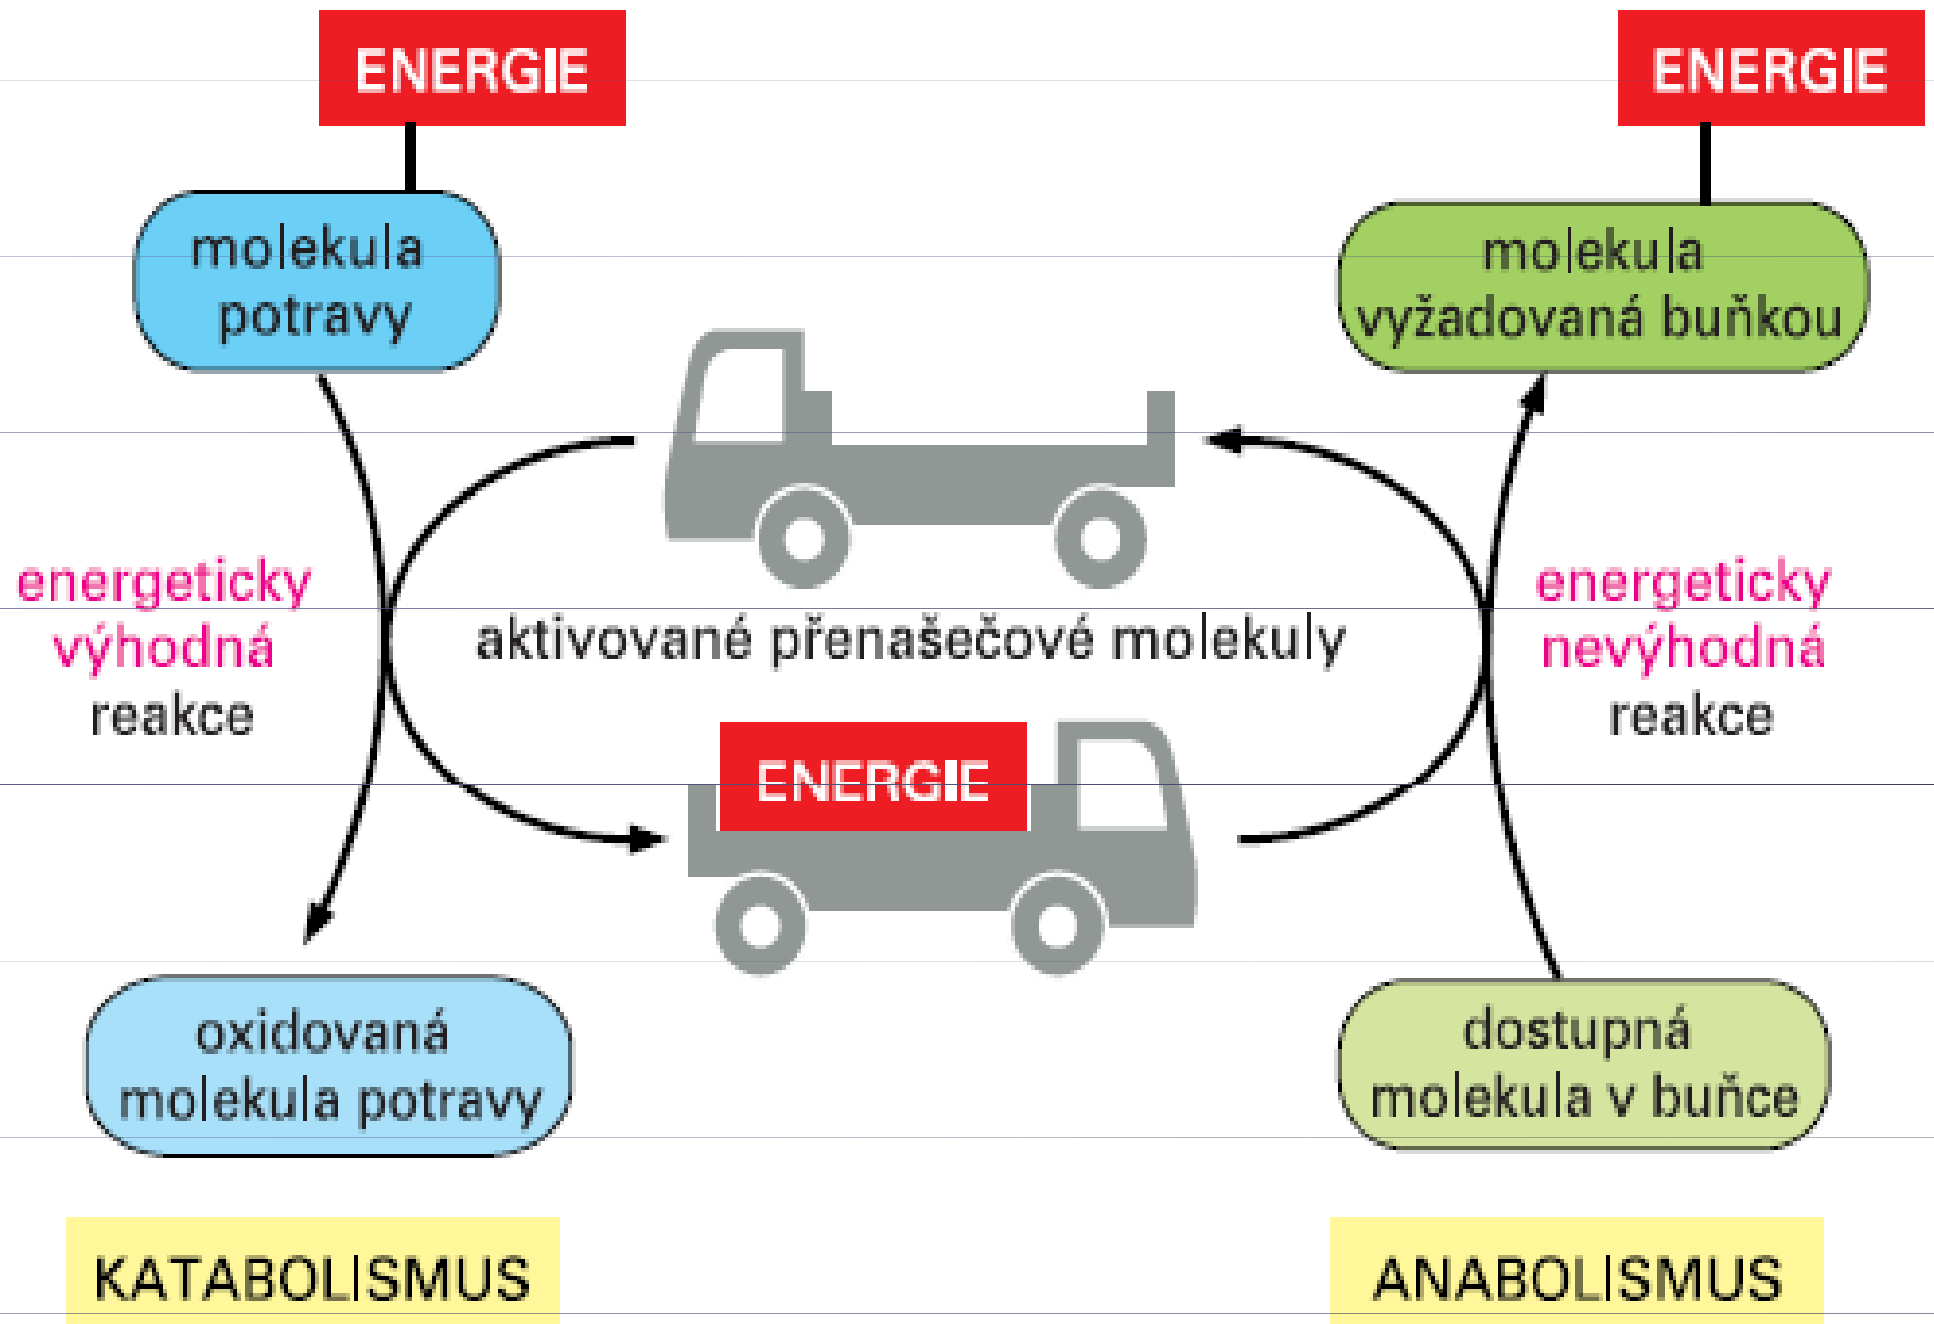 ENERGIE
ENERGIE
molekula
potravy
molekula
vyžadovaná buňkou
energeticky
výhodná
reakce
aktivované přenašečové molekuly
energeticky
nevýhodná
reakce
ENERGIE
oxidovaná
molekula potravy
dostupná
molekula v buňce
KATABOLISMUS
ANABOLISMUS